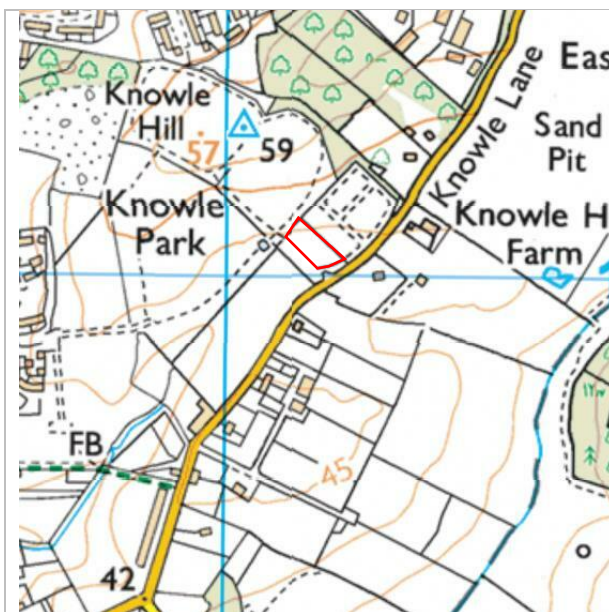 Eas
Knowle Lane
Knowle
Hill
57
59
Sand
Pit
Knowle
Park
Knowle H
Farm
FB
45
42